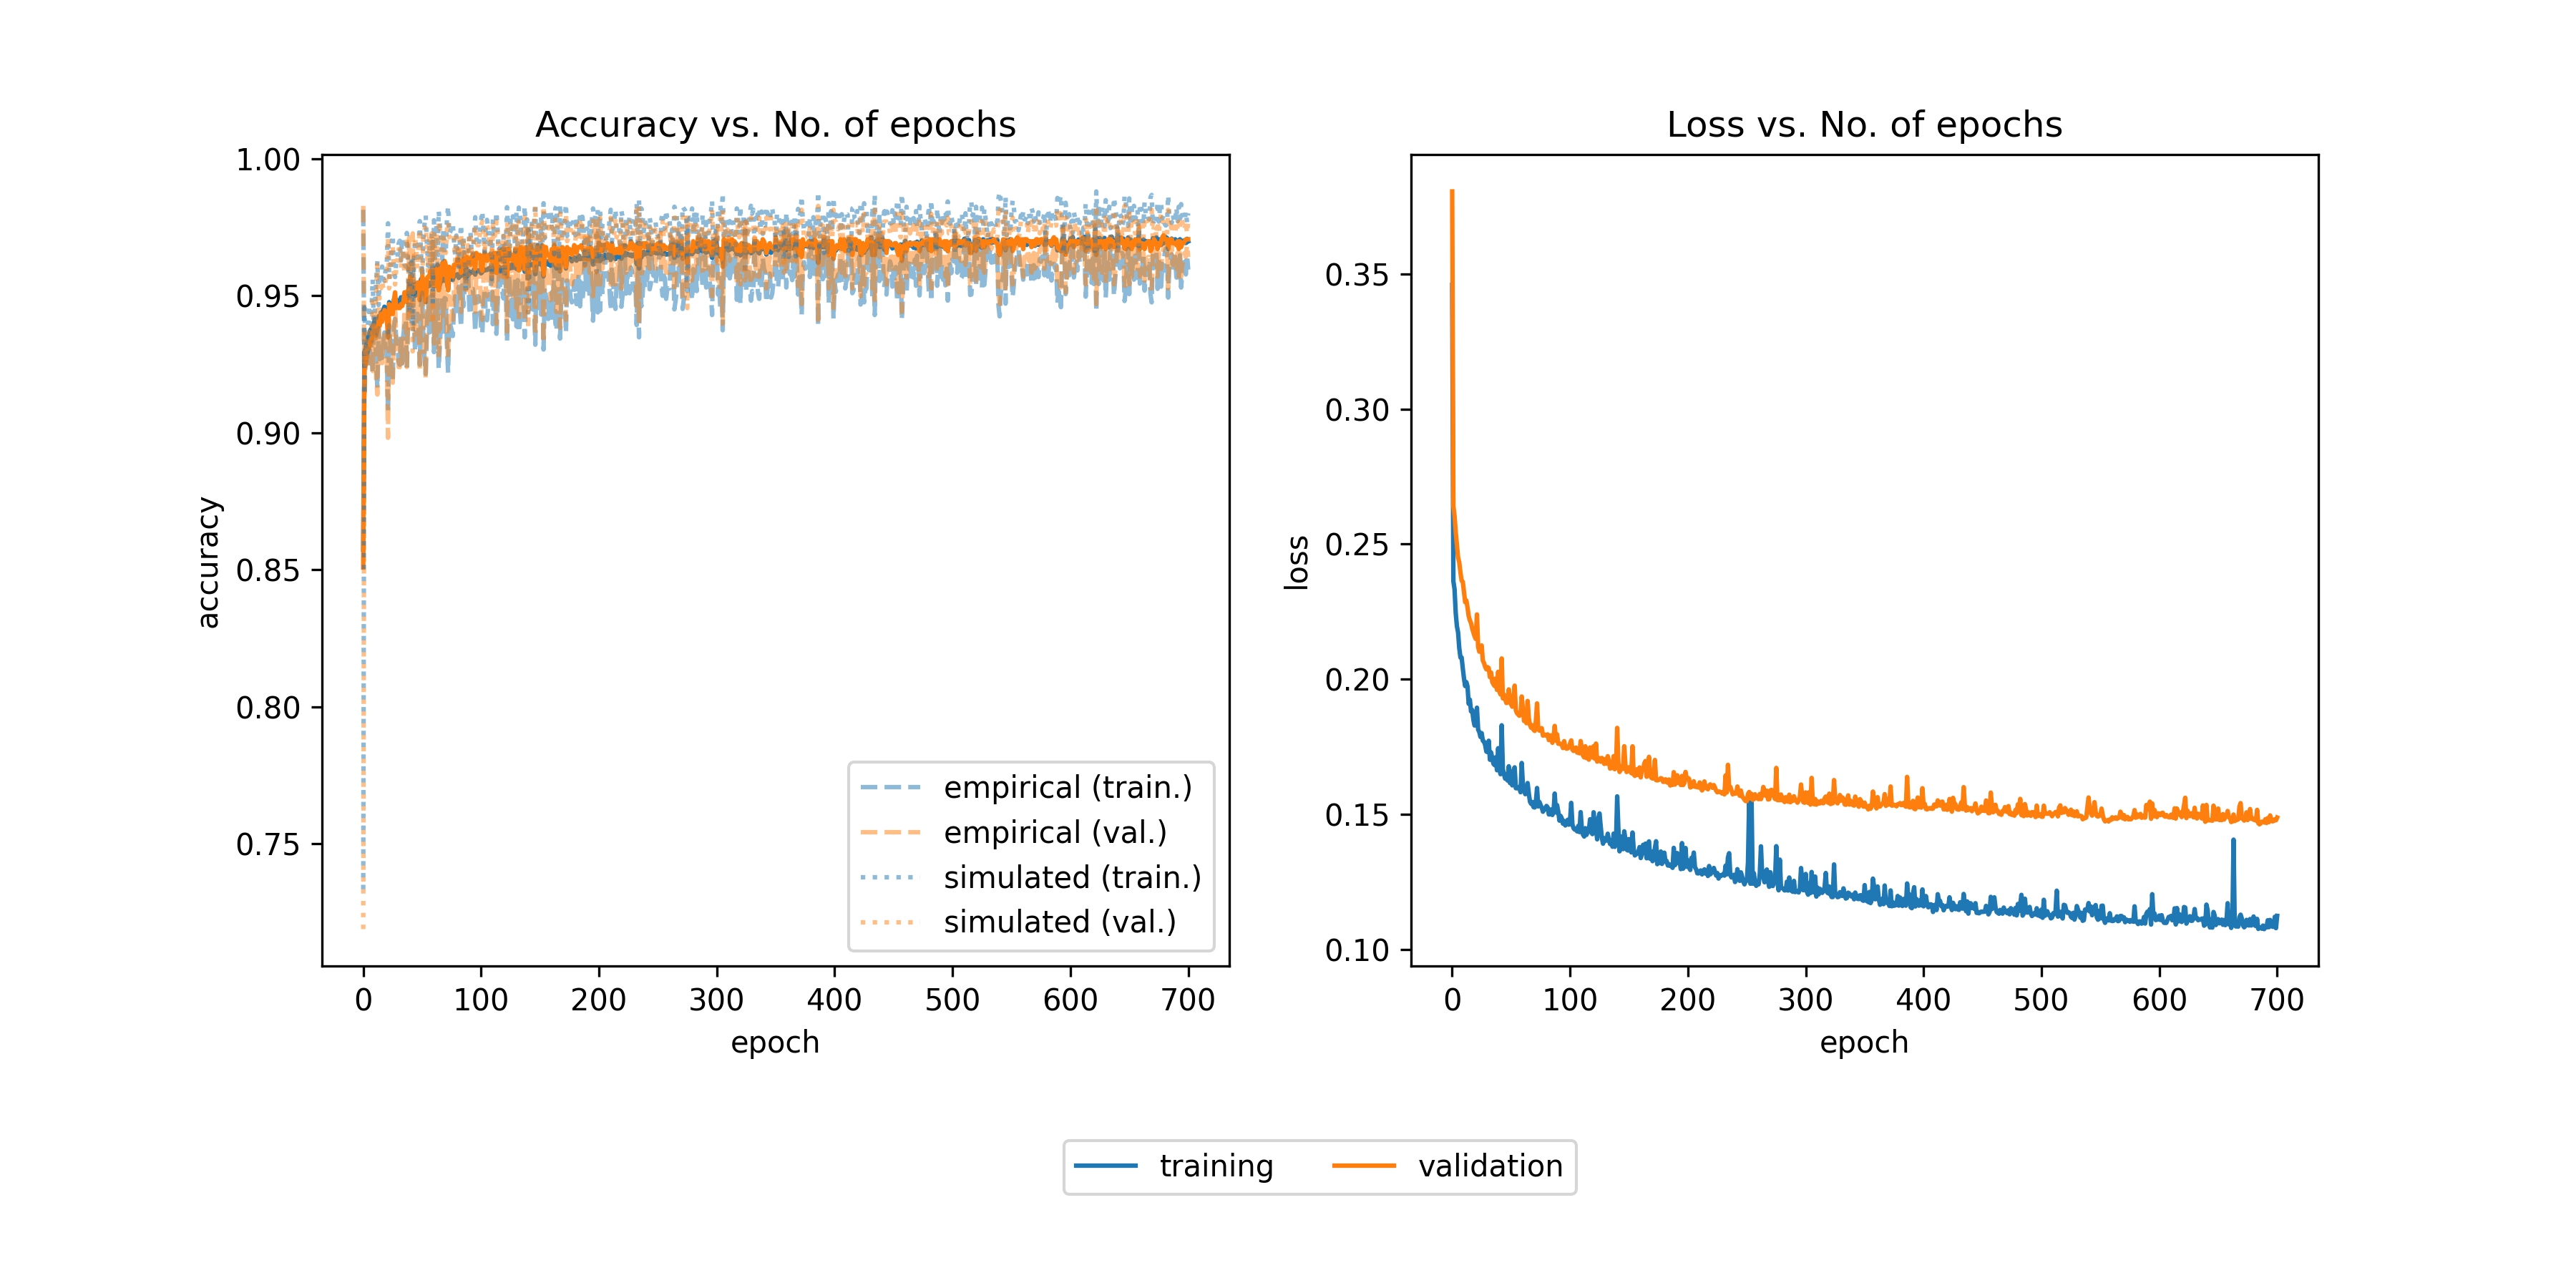 Accuracy vs. No. of epochs
1.00
0.95
0.90
0.85
0.80
0.75
accuracy
0 100 200 300 400 500 600 700
epoch
empirical (train.)
empirical (val.)
simulated (train.)
simulated (val.)
Loss vs. No. of epochs
0.35
0.30
0.25
0.20
0.15
0.10
loss
0 100 200 300 400 500 600 700
epoch
training validation